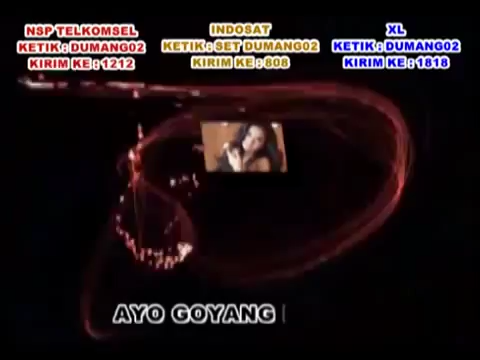 NSP TELKOMSEL
KETIK : DUMANG02
KIRIM KE : 1212
INDOSAT
KETIK : SET DUMANG02
KIRIM KE : 808
XL
KETIK : DUMANG02
KIRIM KE : 1818
AYO GOYANG